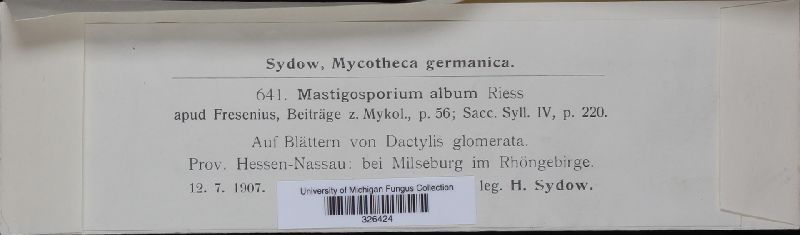 Sydow, Mycotheca germanica.
641. Mastigosporium album Riess
apud Fresenius, Beiträge z. Mykol., p. 56; Sacc. Syll. IV, p. 220.
Auf Blättern von Dactylis glomerata.
Prov. Hessen-Nassau: bei Milseburg im Rhöngebirge.
12. 7. 1907. leg. H. Sydow.
University of Michigan Fungus Collection
326424